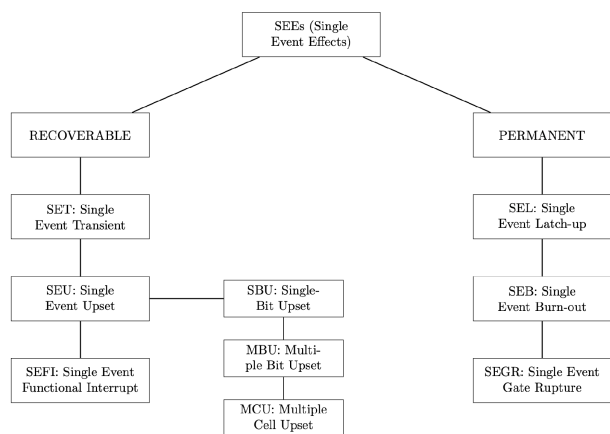 SEEs (Single
Event Effects)
RECOVERABLE
PERMANENT
SET: Single
Event Transient
SEL: Single
Event Latch-up
SEU: Single
Event Upset
SBU: Single-
Bit Upset
SEB: Single
Event Burn-out
MBU: Multi-
ple Bit Upset
SEFI: Single Event
Functional Interrupt
SEGR: Single Event
Gate Rupture
MCU: Multiple
Cell Upset